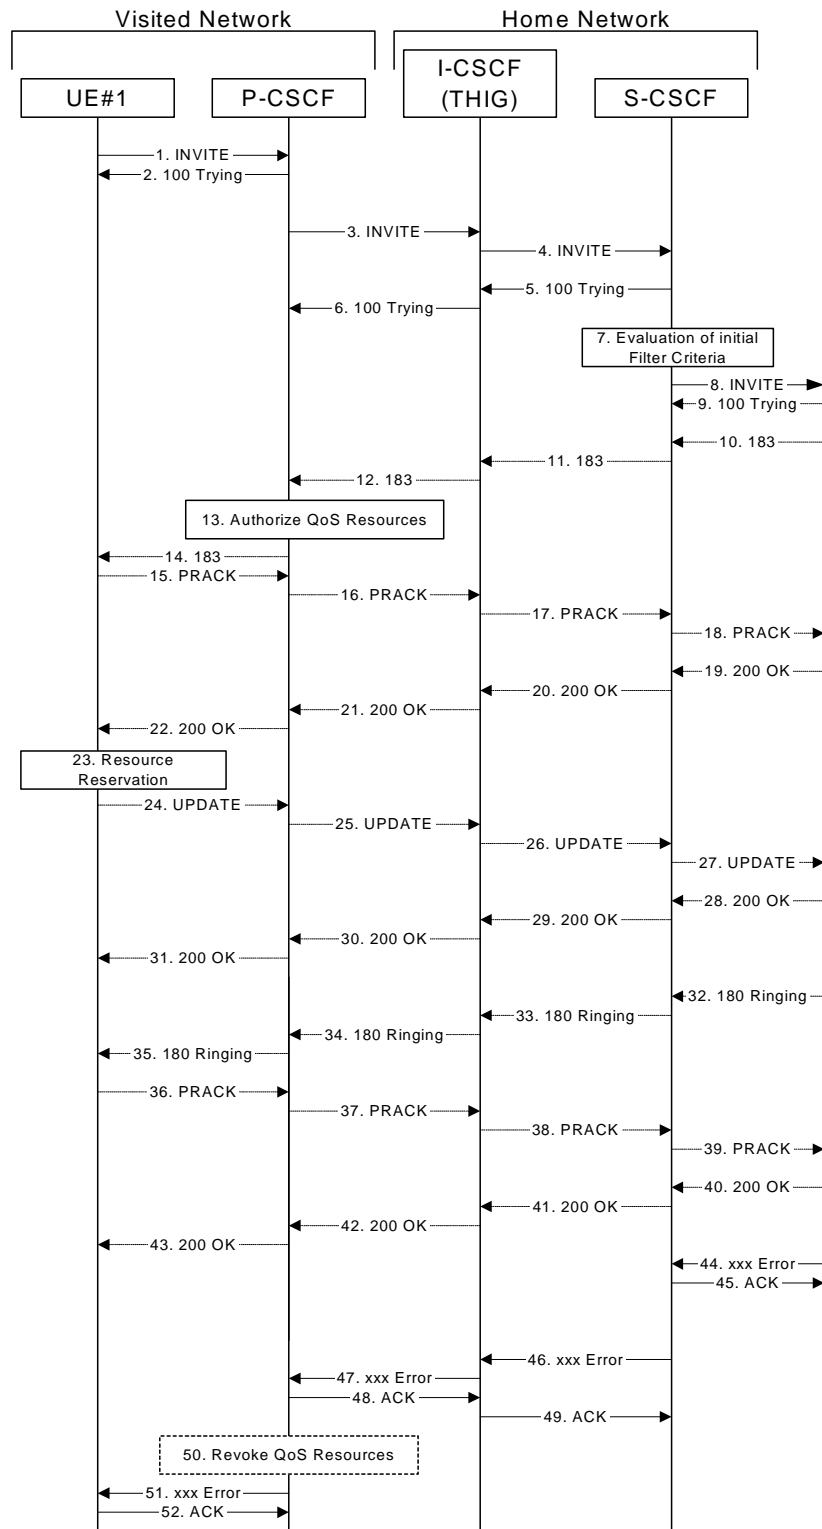 Visited Network
Home Network
UE#1
P-CSCF
I-CSCF
(THIG)
S-CSCF
1. INVITE
2. 100 Trying
3. INVITE
4. INVITE
5. 100 Trying
6. 100 Trying
7. Evaluation of initial
Filter Criteria
8. INVITE
9. 100 Trying
10. 183
11. 183
12. 183
13. Authorize QoS Resources
14. 183
15. PRACK
16. PRACK
17. PRACK
18. PRACK
19. 200 OK
20. 200 OK
21. 200 OK
22. 200 OK
23. Resource
Reservation
24. UPDATE
25. UPDATE
26. UPDATE
27. UPDATE
28. 200 OK
29. 200 OK
30. 200 OK
31. 200 OK
32. 180 Ringing
33. 180 Ringing
34. 180 Ringing
35. 180 Ringing
36. PRACK
37. PRACK
38. PRACK
39. PRACK
40. 200 OK
41. 200 OK
42. 200 OK
43. 200 OK
44. xxx Error
45. ACK
46. xxx Error
47. xxx Error
48. ACK
49. ACK
50. Revoke QoS Resources
51. xxx Error
52. ACK